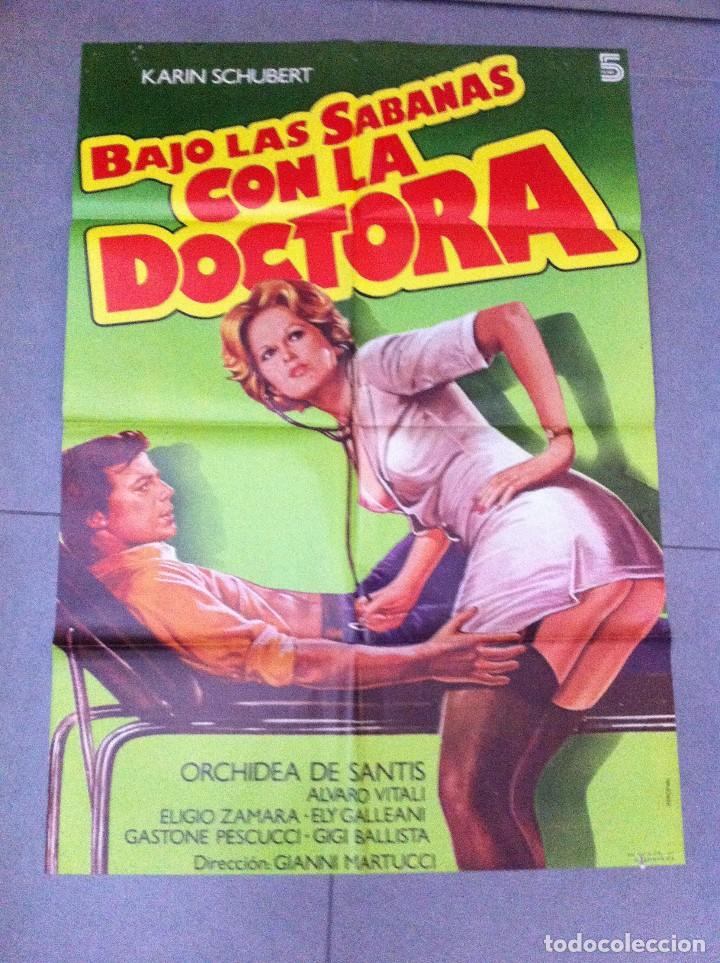 KARIN SCHUBERT
5
BAJO LAS SABANAS
CON LA
DOCTORA
ORCHIDEA DE SANTIS
ALVARO VITALI
ELIGIO ZAMARA - ELY GALLEANI
GASTONE PESCUCCI - GIGI BALLISTA
Dirección: GIANNI MARTUCCI
todocoleccion.net